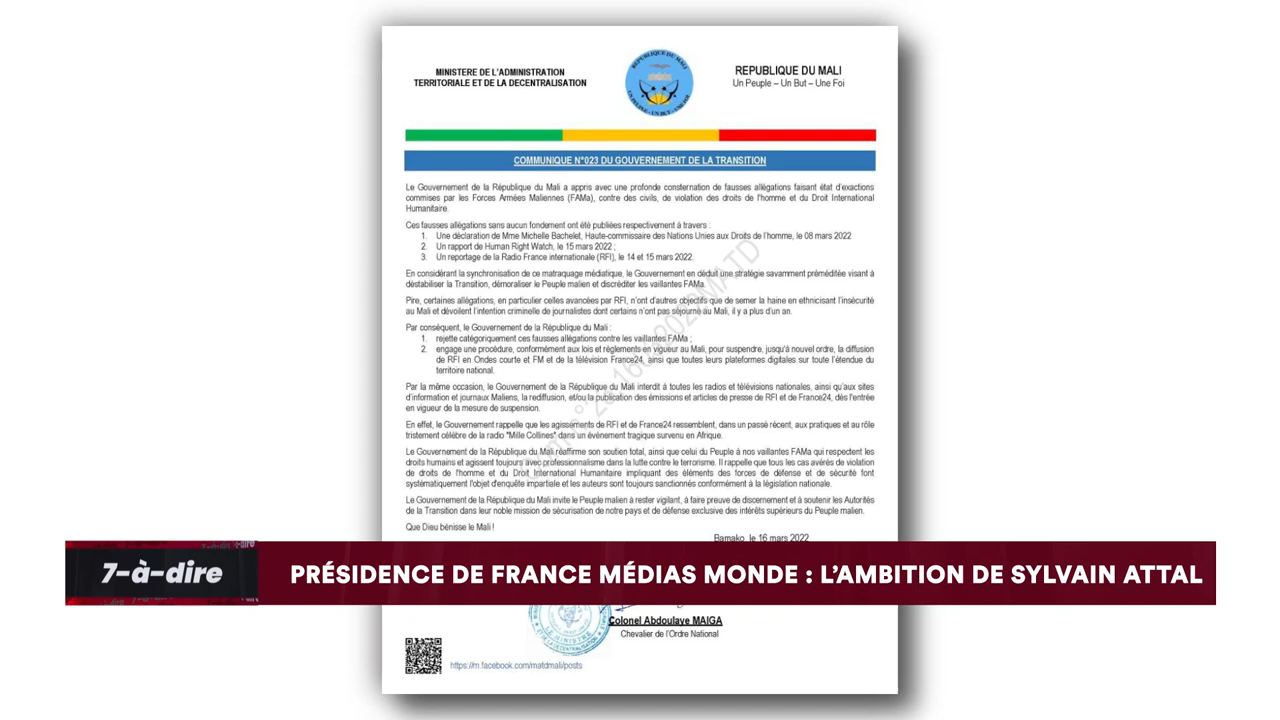 MINISTERE DE L'ADMINISTRATION
TERRITORIALE ET DE LA DECENTRALISATION
REPUBLIQUE DU MALI
UN PEUPLE - UN BUT - UNE FOI
REPUBLIQUE DU MALI
Un Peuple – Un But – Une Foi
COMMUNIQUE N°023 DU GOUVERNEMENT DE LA TRANSITION
Le Gouvernement de la République du Mali a appris avec une profonde consternation de fausses allégations faisant état d'exactions
commises par les Forces Armées Maliennes (FAMa), contre des civils, de violation des droits de l'homme et du Droit International
Humanitaire.
Ces fausses allégations sans aucun fondement ont été publiées respectivement à travers :
1. Une déclaration de Mme Michelle Bachelet, Haute-commissaire des Nations Unies aux Droits de l'homme, le 08 mars 2022
2. Un rapport de Human Right Watch, le 15 mars 2022 ;
3. Un reportage de la Radio France internationale (RFI), le 14 et 15 mars 2022.
En considérant la synchronisation de ce matraquage médiatique, le Gouvernement en déduit une stratégie savamment préméditée visant à
déstabiliser la Transition, démoraliser le Peuple malien et discréditer les vaillantes FAMa.
Pire, certaines allégations, en particulier celles avancées par RFI, n'ont d'autres objectifs que de semer la haine en ethnicisant l'insécurité
au Mali et dévoilent l'intention criminelle de journalistes dont certains n'ont pas séjourné au Mali, il y a plus d'un an.
Par conséquent, le Gouvernement de la République du Mali :
1. rejette catégoriquement ces fausses allégations contre les vaillantes FAMa ;
2. engage une procédure, conformément aux lois et règlements en vigueur au Mali, pour suspendre, jusqu'à nouvel ordre, la diffusion
de RFI en Ondes courte et FM et de la télévision France24, ainsi que toutes leurs plateformes digitales sur toute l'étendue du
territoire national.
Par la même occasion, le Gouvernement de la République du Mali interdit à toutes les radios et télévisions nationales, ainsi qu'aux sites
d'information et journaux Maliens, la rediffusion, et/ou la publication des émissions et articles de presse de RFI et de France24, dès l'entrée
en vigueur de la mesure de suspension.
En effet, le Gouvernement rappelle que les agissements de RFI et de France24 ressemblent, dans un passé récent, aux pratiques et au rôle
tristement célèbre de la radio "Mille Collines" dans un événement tragique survenu en Afrique.
Le Gouvernement de la République du Mali réaffirme son soutien total, ainsi que celui du Peuple à nos vaillantes FAMa qui respectent les
droits humains et agissent toujours avec professionnalisme dans la lutte contre le terrorisme. Il rappelle que tous les cas avérés de violation
de droits de l'homme et du Droit International Humanitaire impliquant des éléments des forces de défense et de sécurité font
systématiquement l'objet d'enquête impartiale et les auteurs sont toujours sanctionnés conformément à la législation nationale.
Le Gouvernement de la République du Mali invite le Peuple malien à rester vigilant, à faire preuve de discernement et à soutenir les Autorités
de la Transition dans leur noble mission de sécurisation de notre pays et de défense exclusive des intérêts supérieurs du Peuple malien.
Que Dieu bénisse le Mali !
Bamako, le 16 mars 2022
7-à-dire
PRÉSIDENCE DE FRANCE MÉDIAS MONDE : L'AMBITION DE SYLVAIN ATTAL
LE MINISTRE
Colonel Abdoulaye MAIGA
Chevalier de l'Ordre National
https://m.facebook.com/matdmali/posts